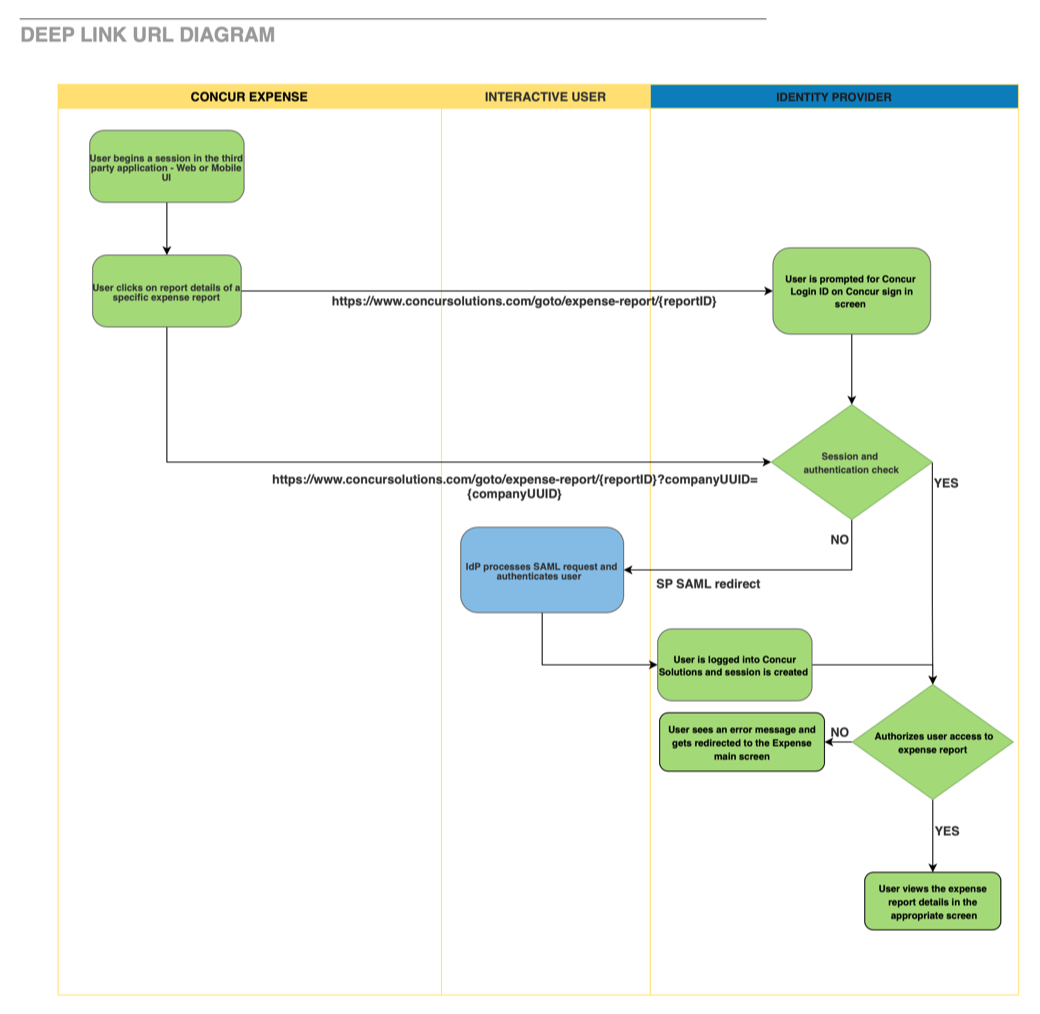 DEEP LINK URL DIAGRAM
CONCUR EXPENSE
INTERACTIVE USER
IDENTITY PROVIDER
User begins a session in the third
party application - Web or Mobile
UI
User clicks on report details of a
specific expense report
https://www.concursolutions.com/goto/expense-report/{reportID}
User is prompted for Concur
Login ID on Concur sign in
screen
Session and
authentication check
https://www.concursolutions.com/goto/expense-report/{reportID}?companyUUID=
{companyUUID}
YES
NO
IdP processes SAML request and
authenticates user
SP SAML redirect
User is logged into Concur
Solutions and session is created
User sees an error message and
gets redirected to the Expense
main screen
NO
Authorizes user access to
expense report
YES
User views the expense
report details in the
appropriate screen